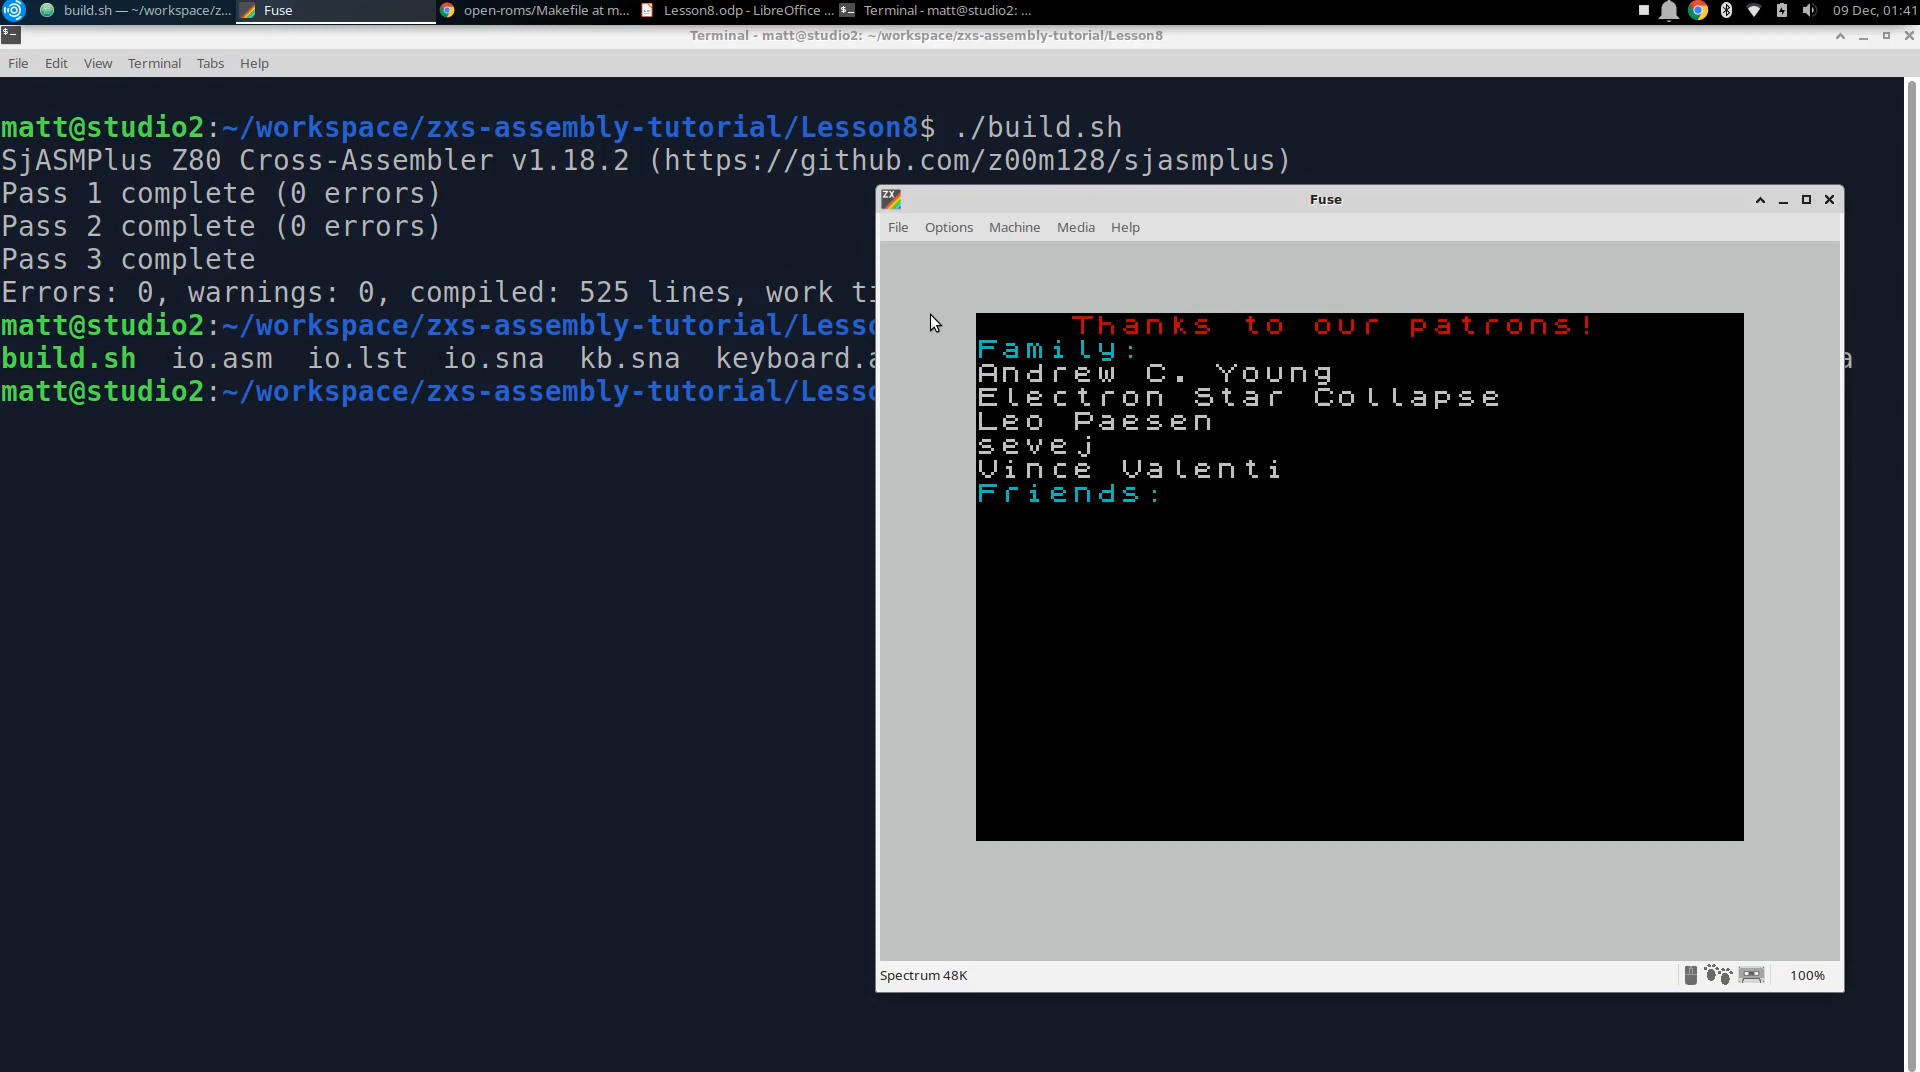 build.sh — ~/workspace/z...
Fuse
open-roms/Makefile at m...
Lesson8.odp - LibreOffice ...
Terminal - matt@studio2: ...
09 Dec, 01:41
Terminal - matt@studio2: ~/workspace/zxs-assembly-tutorial/Lesson8
File Edit View Terminal Tabs Help
matt@studio2:~/workspace/zxs-assembly-tutorial/Lesson8$ ./build.sh
SjASMPlus Z80 Cross-Assembler v1.18.2 (https://github.com/z00m128/sjasmplus)
Pass 1 complete (0 errors)
Pass 2 complete (0 errors)
Pass 3 complete
Errors: 0, warnings: 0, compiled: 525 lines, work
matt@studio2:~/workspace/zxs-assembly-tutorial/Lesso
build.sh io.asm io.lst io.sna kb.sna keyboard.a
matt@studio2:~/workspace/zxs-assembly-tutorial/Lesso
Fuse
File Options Machine Media Help
Thanks to our patrons!
Family:
Andrew C. Young
Electron Star Collapse
Leo Paesen
sevej
Vince Valenti
Friends:
Spectrum 48K
100%